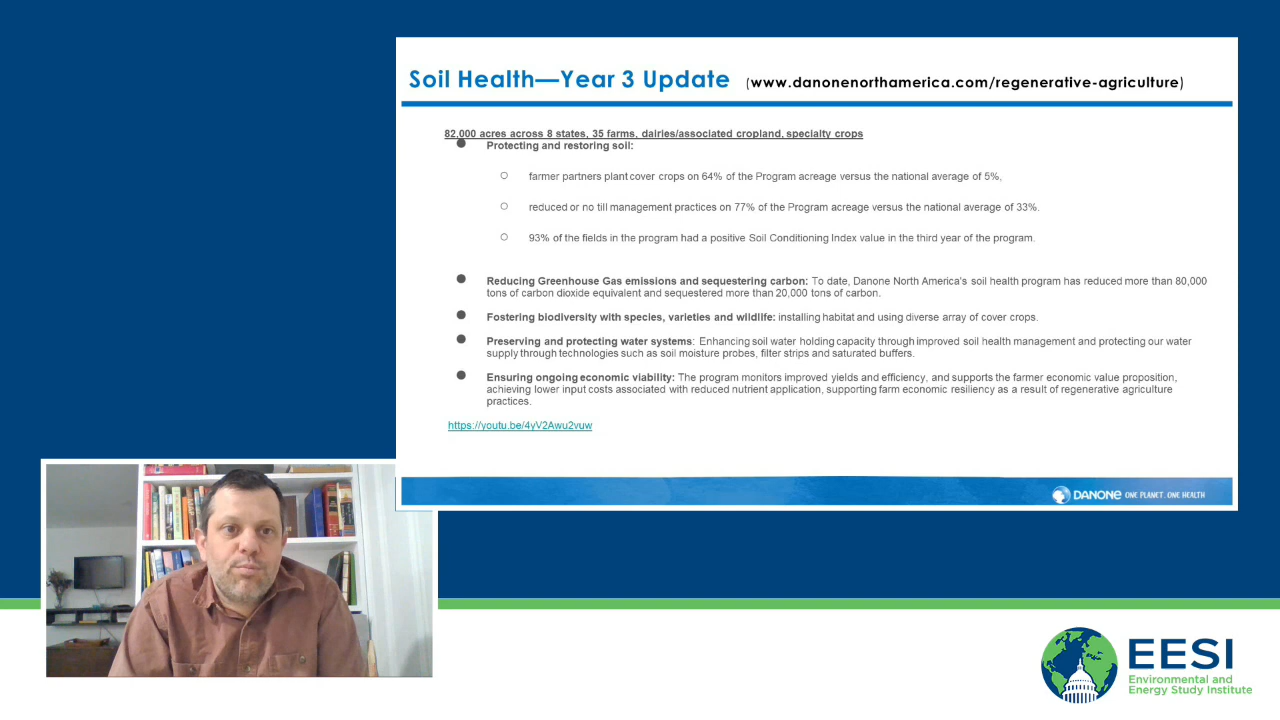 Soil Health—Year 3 Update (www.danonenorthamerica.com/regenerative-agriculture)
82,000 acres across 8 states, 35 farms, dairies/associated cropland, specialty crops
Protecting and restoring soil:
farmer partners plant cover crops on 64% of the Program acreage versus the national average of 5%,
reduced or no till management practices on 77% of the Program acreage versus the national average of 33%.
93% of the fields in the program had a positive Soil Conditioning Index value in the third year of the program.
Reducing Greenhouse Gas emissions and sequestering carbon: To date, Danone North America's soil health program has reduced more than 80,000
tons of carbon dioxide equivalent and sequestered more than 20,000 tons of carbon.
Fostering biodiversity with species, varieties and wildlife: installing habitat and using diverse array of cover crops.
Preserving and protecting water systems: Enhancing soil water holding capacity through improved soil health management and protecting our water
supply through technologies such as soil moisture probes, filter strips and saturated buffers.
Ensuring ongoing economic viability: The program monitors improved yields and efficiency, and supports the farmer economic value proposition,
achieving lower input costs associated with reduced nutrient application, supporting farm economic resiliency as a result of regenerative agriculture
practices.
https://youtu.be/4yV2Awu2vuw
DANONE ONE PLANET. ONE HEALTH
EESI
Environmental and
Energy Study Institute